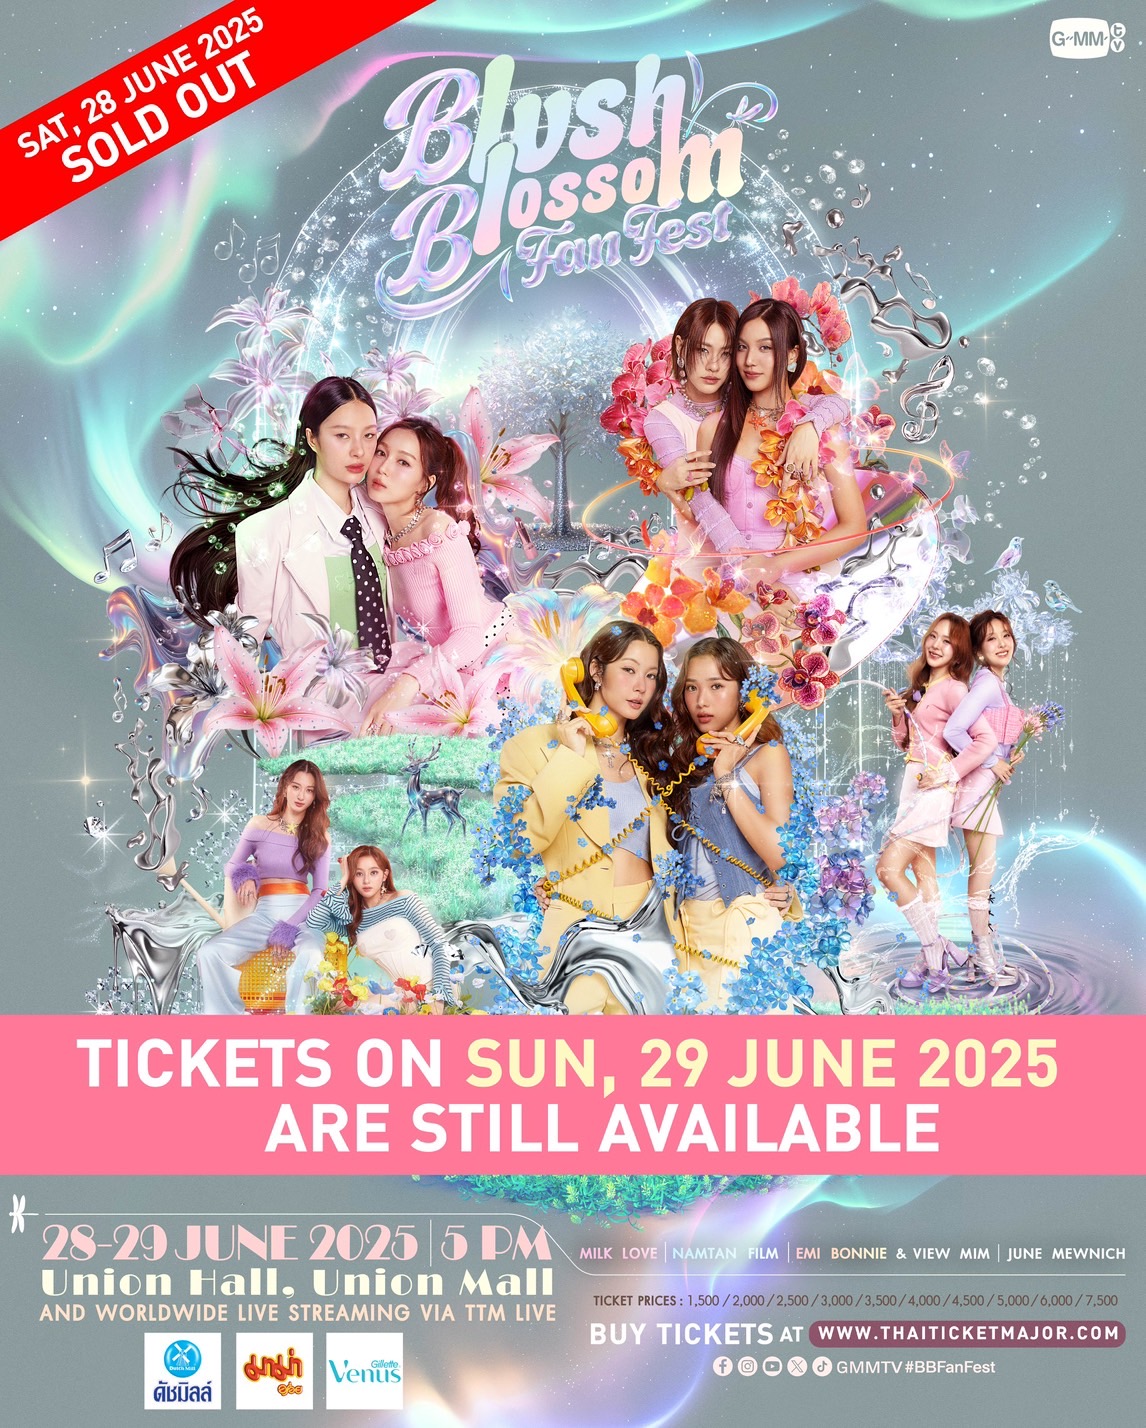 SAT, 28 JUNE 2025
SOLD OUT
GMM
tv
Blush
Blossom
Fan Fest
TICKETS ON SUN, 29 JUNE 2025
ARE STILL AVAILABLE
28-29 JUNE 2025 | 5 PM
Union Hall, Union Mall
AND WORLDWIDE LIVE STREAMING VIA TTM LIVE
Dutch Mill
ดัชมิลล์
มาม่า
Gillette
Venus
MILK LOVE | NAMTAN FILM | EMI BONNIE & VIEW MIM | JUNE MEWNICH
TICKET PRICES : 1,500 / 2,000 / 2,500 / 3,000 / 3,500 / 4,000 / 4,500 / 5,000 / 6,000 / 7,500
BUY TICKETS AT WWW.THAITICKETMAJOR.COM
GMMTV #BBFanFest